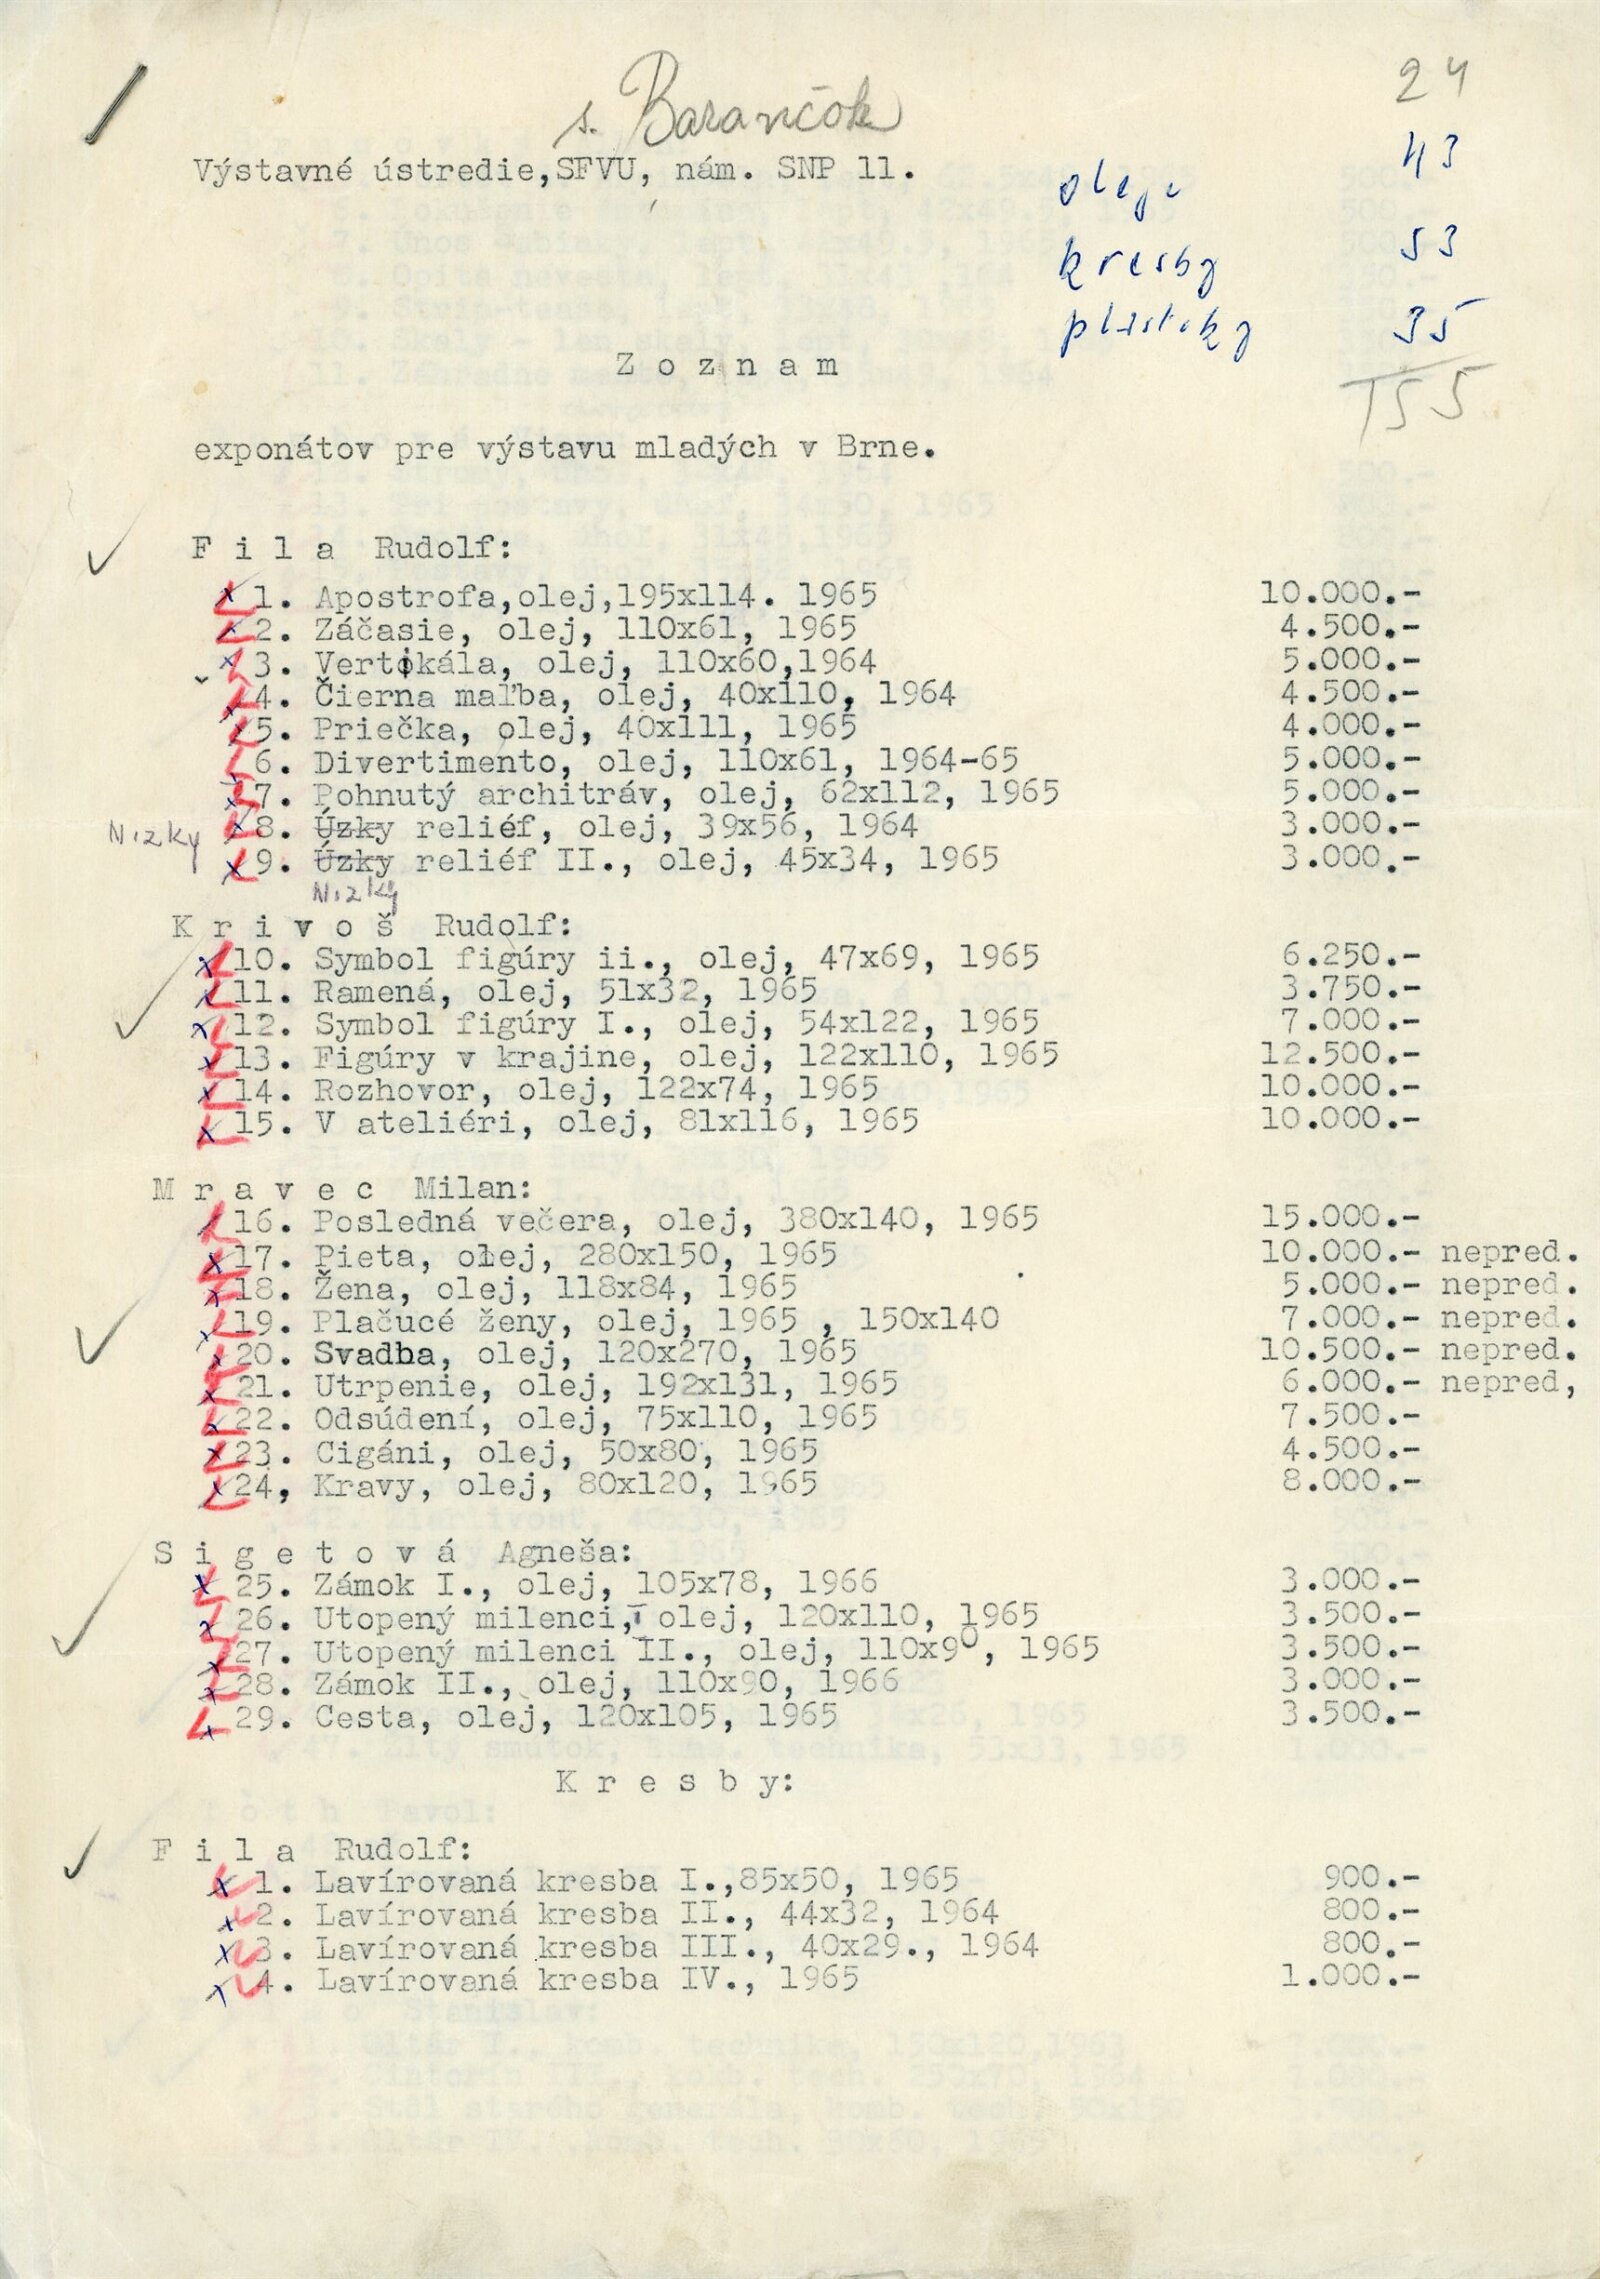 24
s. Barančok
Výstavné ústredie,SFVU, nám. SNP 11.
oleje 43
kresby 53
plastiky 35
155
Z o z n a m
exponátov pre výstavu mladých v Brne.
F i l a Rudolf:
1. Apostrofa,olej,195x114. 1965 10.000.-
2. Záčasie, olej, 110x61, 1965 4.500.-
3. Vertikála, olej, 110x60,1964 5.000.-
4. Čierna maľba, olej, 40x110, 1964 4.500.-
5. Priečka, olej, 40x111, 1965 4.000.-
6. Divertimento, olej, 110x61, 1964-65 5.000.-
7. Pohnutý architráv, olej, 62x112, 1965 5.000.-
Nizky 8. Úzky reliéf, olej, 39x56, 1964 3.000.-
9. Úzky reliéf II., olej, 45x34, 1965 3.000.-
Nizky
K r i v o š Rudolf:
10. Symbol figúry ii., olej, 47x69, 1965 6.250.-
11. Ramená, olej, 51x32, 1965 3.750.-
12. Symbol figúry I., olej, 54x122, 1965 7.000.-
13. Figúry v krajine, olej, 122x110, 1965 12.500.-
14. Rozhovor, olej, 122x74, 1965 10.000.-
15. V ateliéri, olej, 81x116, 1965 10.000.-
M r a v e c Milan:
16. Posledná večera, olej, 380x140, 1965 15.000.-
17. Pieta, olej, 280x150, 1965 10.000.- nepred.
18. Žena, olej, 118x84, 1965 5.000.- nepred.
19. Plačucé ženy, olej, 1965 , 150x140 7.000.- nepred.
20. Svadba, olej, 120x270, 1965 10.500.- nepred.
21. Utrpenie, olej, 192x131, 1965 6.000.- nepred,
22. Odsúdení, olej, 75x110, 1965 7.500.-
23. Cigáni, olej, 50x80, 1965 4.500.-
24, Kravy, olej, 80x120, 1965 8.000.-
S i g e t o v á Agneša:
25. Zámok I., olej, 105x78, 1966 3.000.-
26. Utopený milenci,I olej, 120x110, 1965 3.500.-
27. Utopený milenci II., olej, 110x90, 1965 3.500.-
28. Zámok II., olej, 110x90, 1966 3.000.-
29. Cesta, olej, 120x105, 1965 3.500.-
K r e s b y:
F i l a Rudolf:
1. Lavírovaná kresba I.,85x50, 1965 900.-
2. Lavírovaná kresba II., 44x32, 1964 800.-
3. Lavírovaná kresba III., 40x29., 1964 800.-
4. Lavírovaná kresba IV., 1965 1.000.-